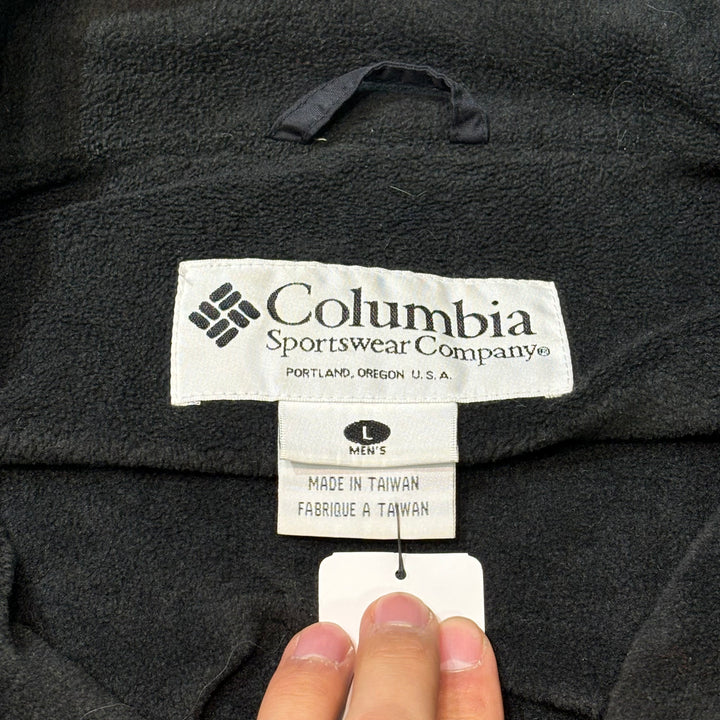 Columbia
Sportswear Company®
PORTLAND, OREGON U.S.A.
L
MEN'S
MADE IN TAIWAN
FABRIQUE A TAIWAN